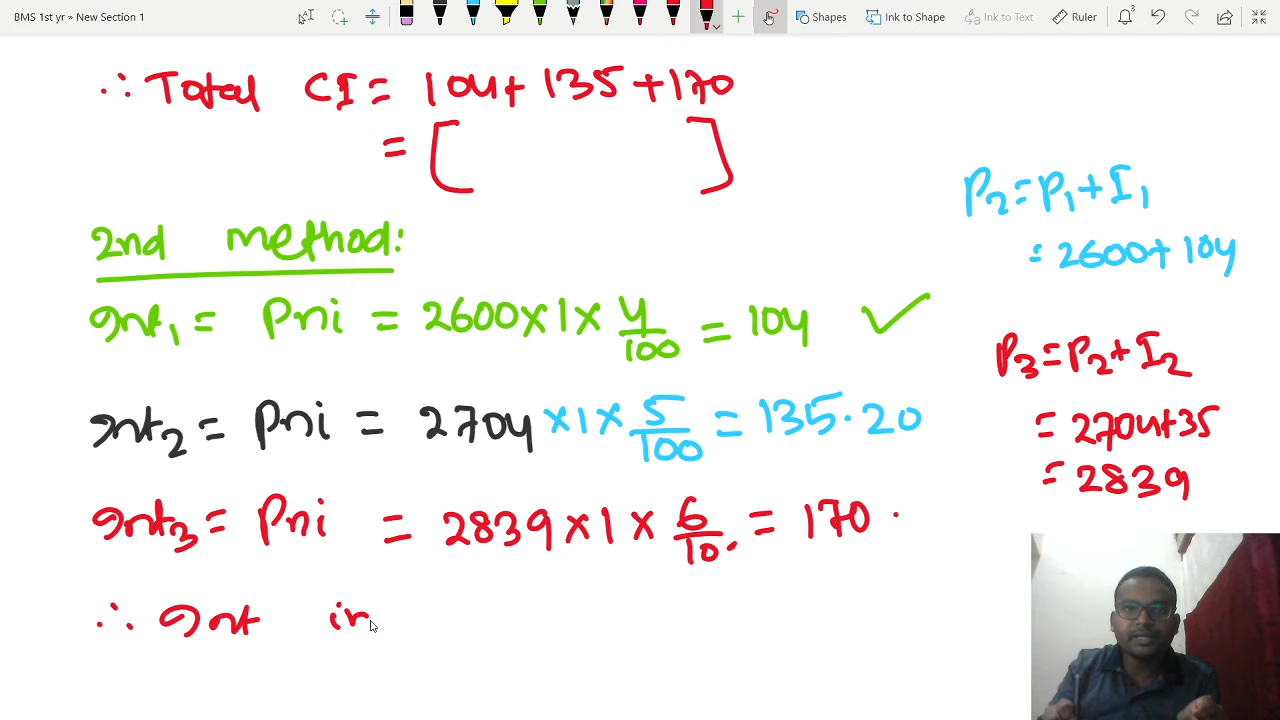 BMS 1st yr » New Section 1
Shapes Ink to Shape Ink to Text Ruler
∴ Total CI = 104+ 135 + 170
= [ ]
P₂ = P₁ + I₁
= 2600 + 104
2nd method:
Int₁ = Pni = 2600 × 1 × 4/100 = 104 ✓
P₃ = P₂ + I₂
Int₂ = Pni = 2704 × 1 × 5/100 = 135.20
= 2704+35
= 2839
Int₃ = Pni = 2839 × 1 × 6/10. = 170 .
∴ Int in